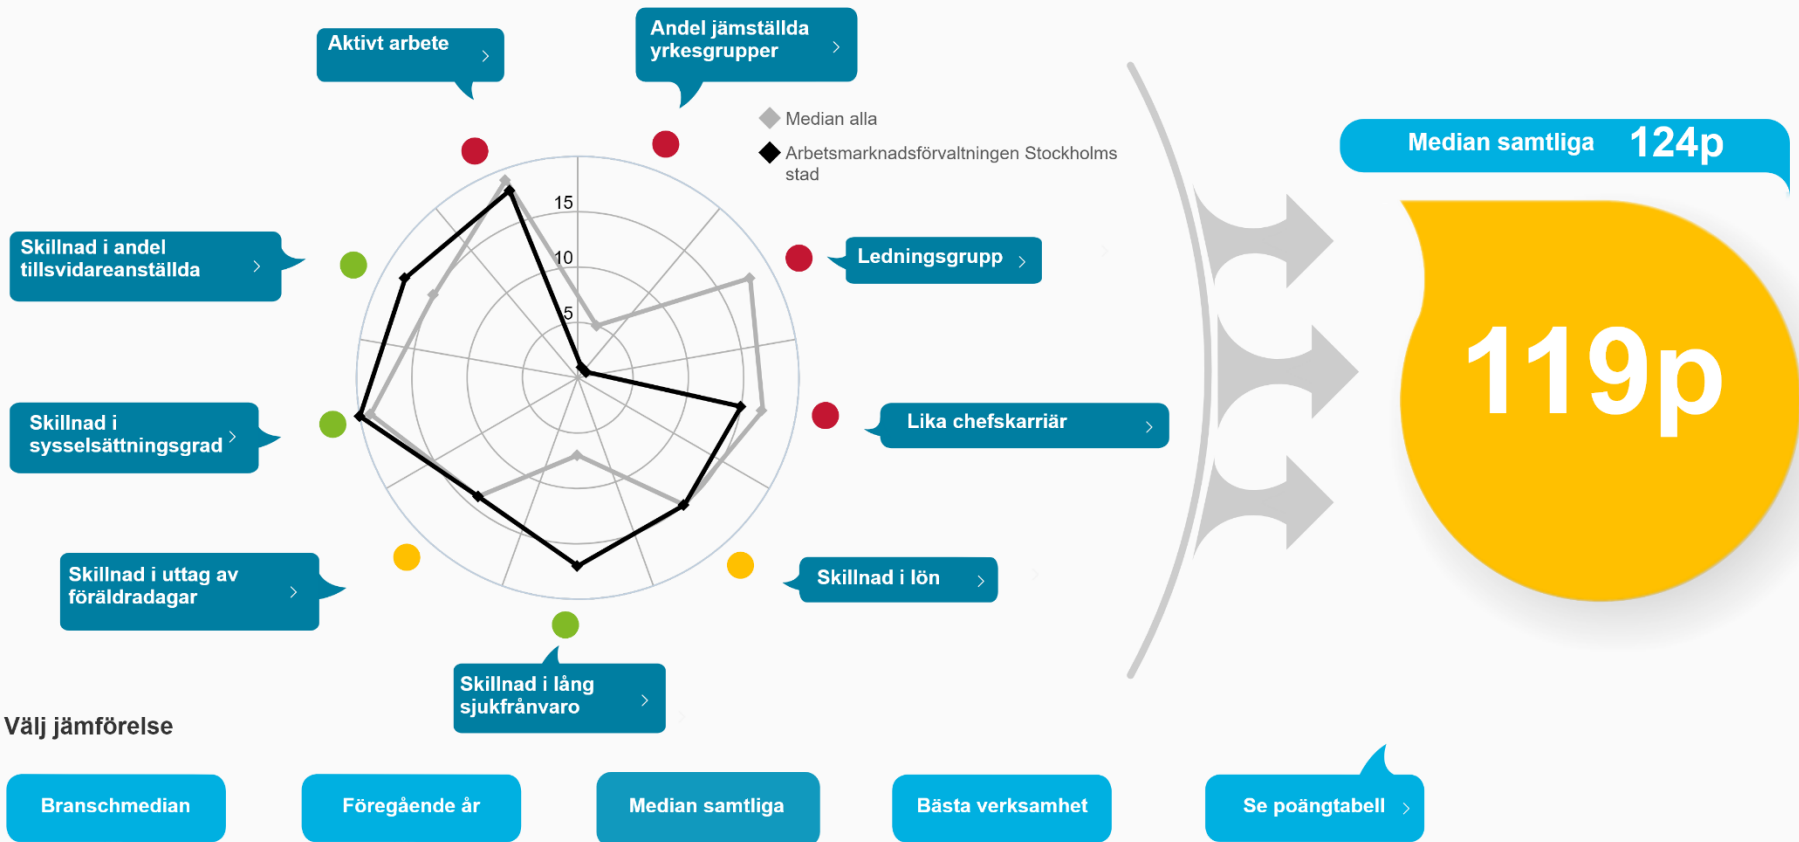 Aktivt arbete
Andel jämställda
yrkesgrupper
Median alla
Arbetsmarknadsförvaltningen Stockholms
stad
Median samtliga 124p
15
10
5
Skillnad i andel
tillsvidareanställda
Ledningsgrupp
119p
Skillnad i
sysselsättningsgrad
Lika chefskarriär
Skillnad i uttag av
föräldradagar
Skillnad i lön
Skillnad i lång
sjukfrånvaro
Välj jämförelse
Branschmedian
Föregående år
Median samtliga
Bästa verksamhet
Se poängtabell